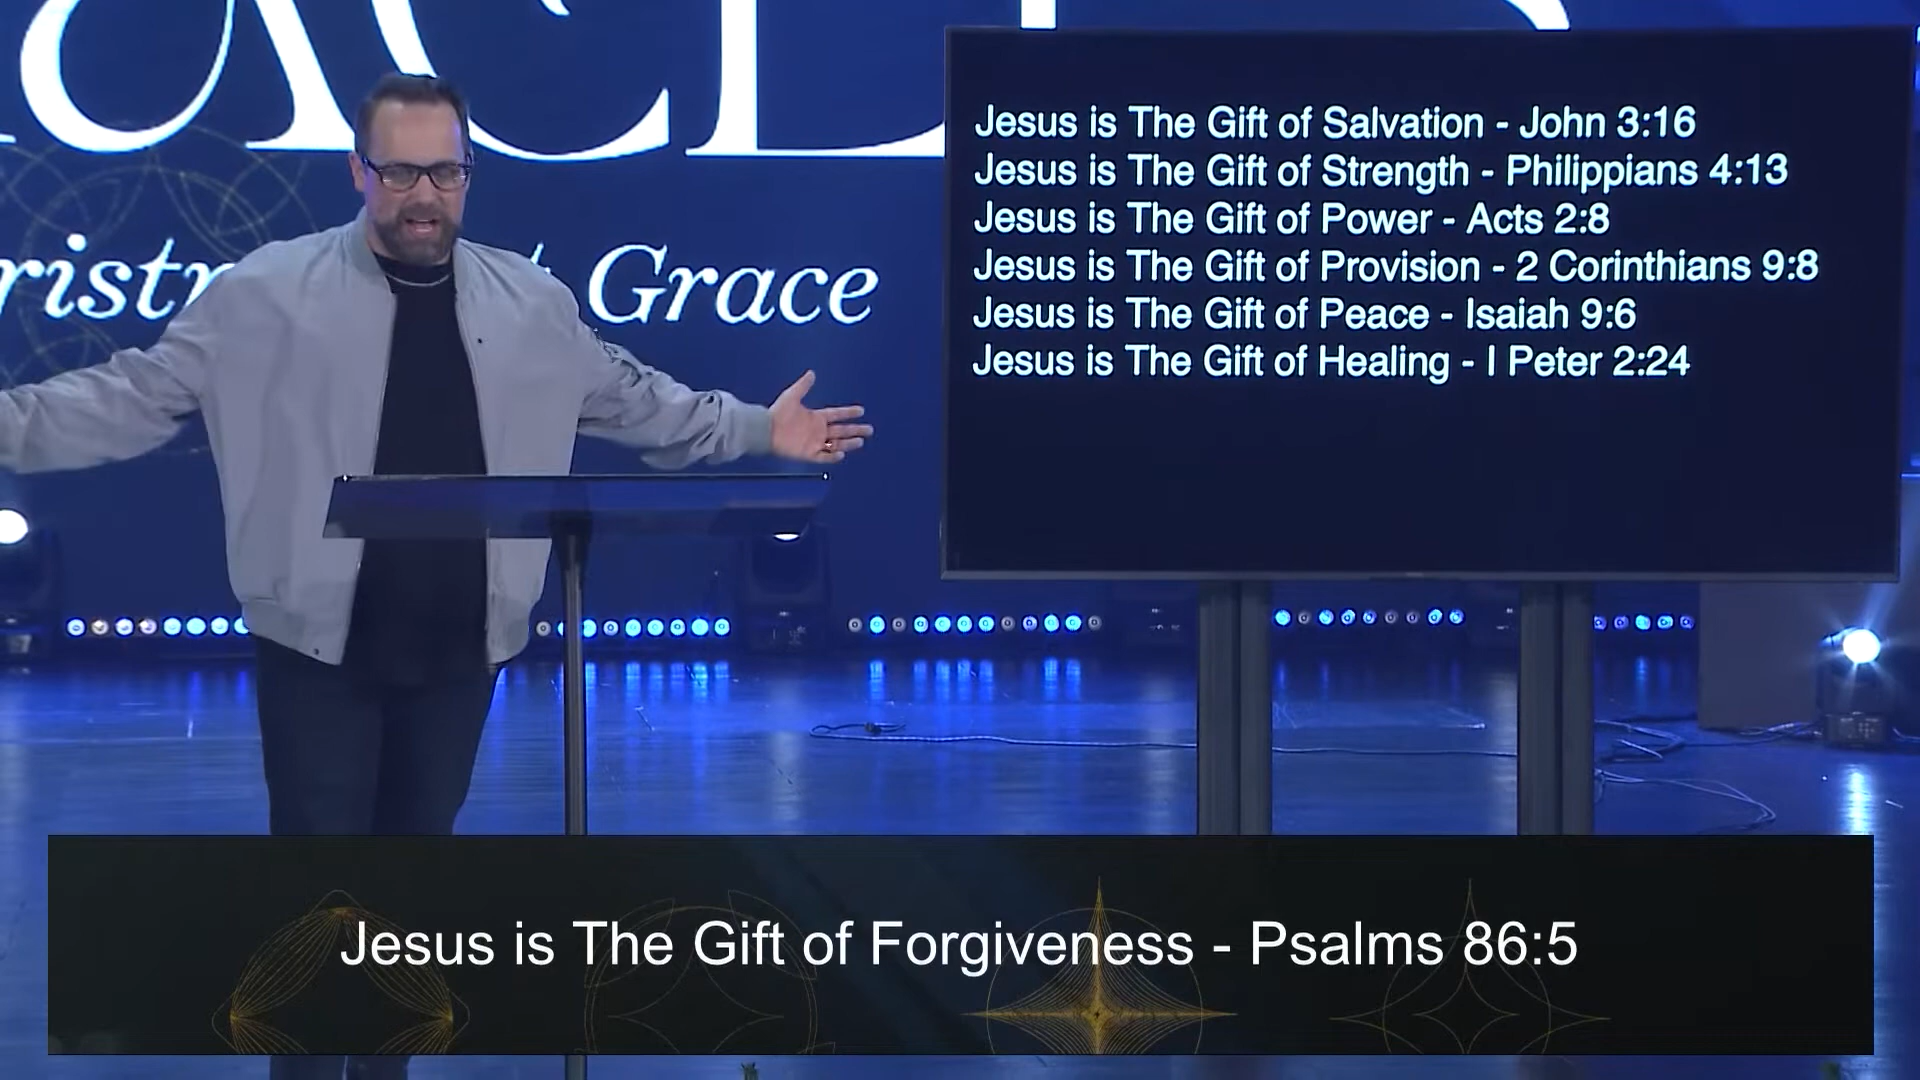 Grace
Jesus is The Gift of Salvation - John 3:16
Jesus is The Gift of Strength - Philippians 4:13
Jesus is The Gift of Power - Acts 2:8
Jesus is The Gift of Provision - 2 Corinthians 9:8
Jesus is The Gift of Peace - Isaiah 9:6
Jesus is The Gift of Healing - I Peter 2:24
Jesus is The Gift of Forgiveness - Psalms 86:5